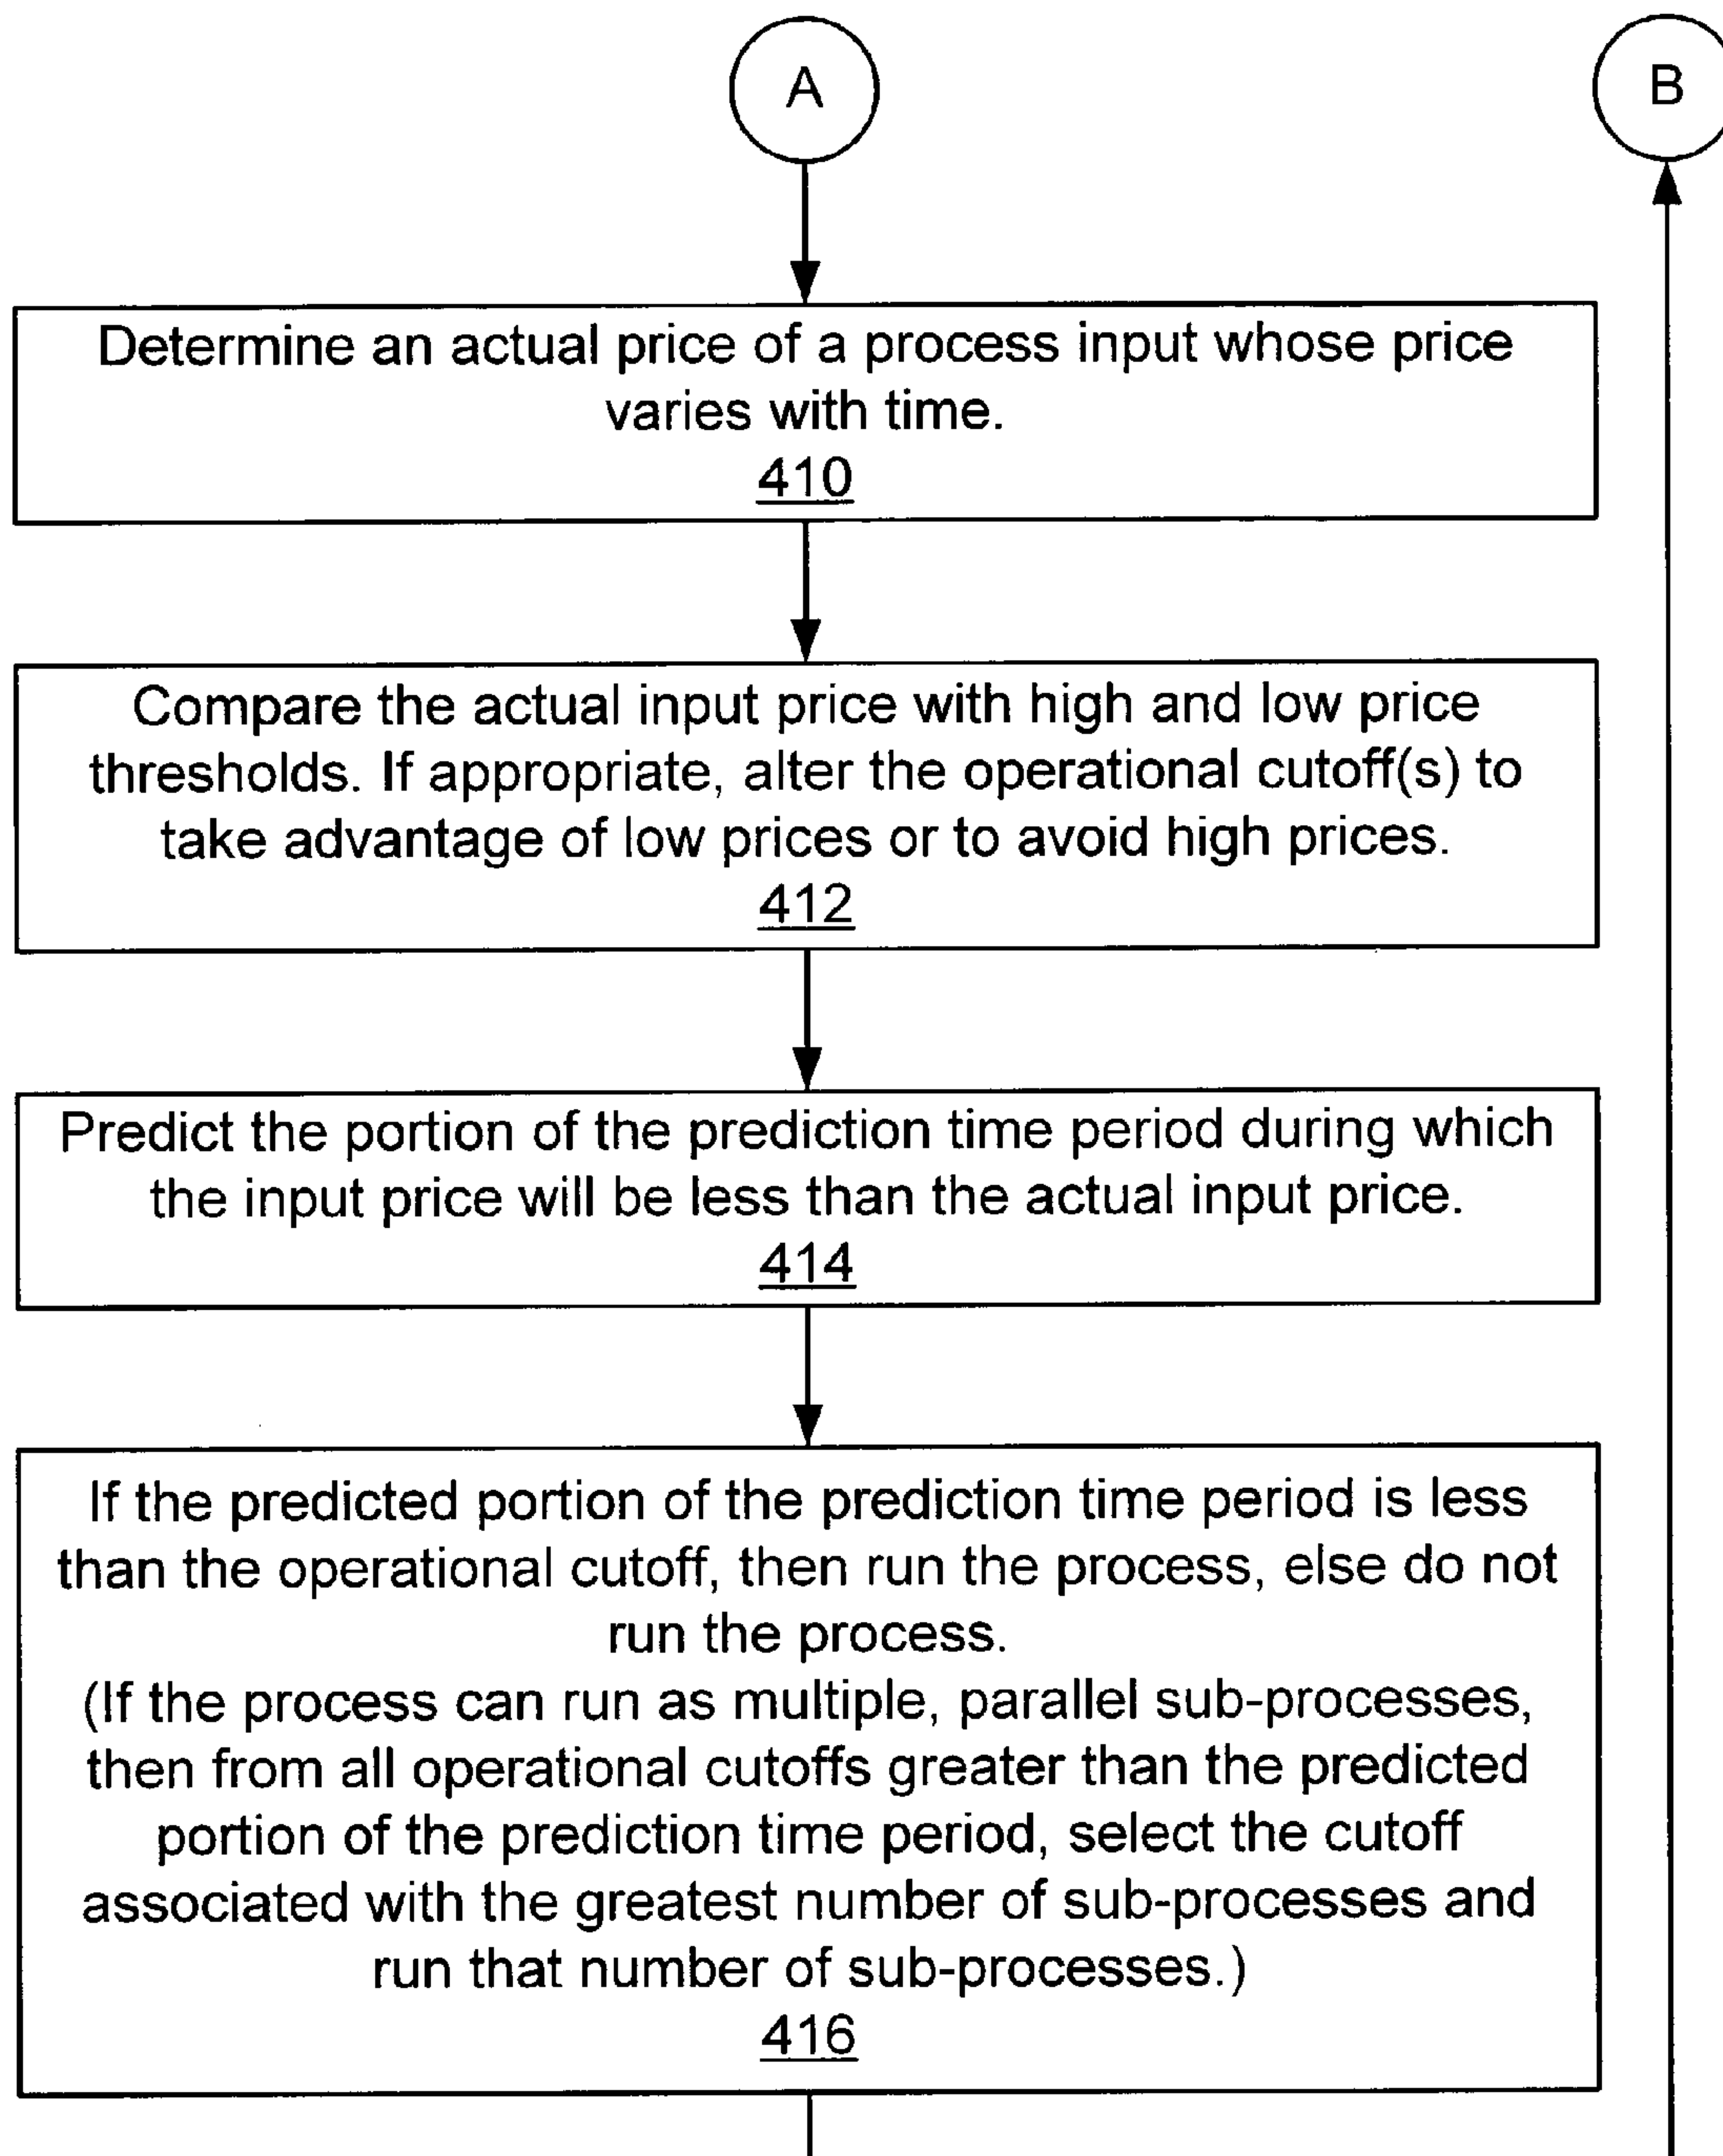 A
B
Determine an actual price of a process input whose price
varies with time.
410
Compare the actual input price with high and low price
thresholds. If appropriate, alter the operational cutoff(s) to
take advantage of low prices or to avoid high prices.
412
Predict the portion of the prediction time period during which
the input price will be less than the actual input price.
414
If the predicted portion of the prediction time period is less
than the operational cutoff, then run the process, else do not
run the process.
(If the process can run as multiple, parallel sub-processes,
then from all operational cutoffs greater than the predicted
portion of the prediction time period, select the cutoff
associated with the greatest number of sub-processes and
run that number of sub-processes.)
416